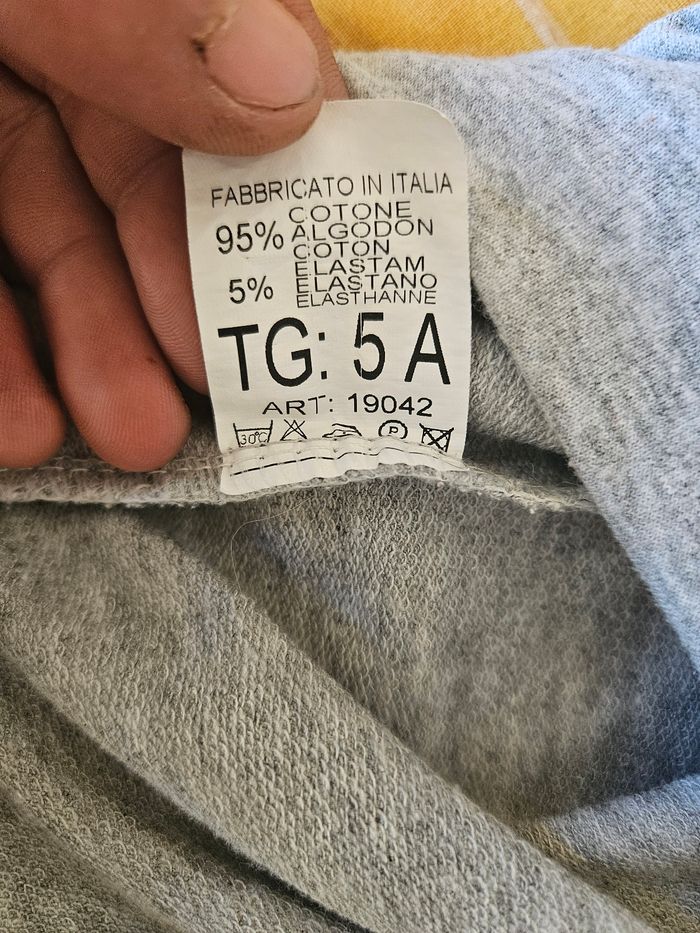 FABBRICATO IN ITALIA
95% COTONE
ALGODON
COTON
5% ELASTAM
ELASTANO
ELASTHANNE
TG: 5 A
ART: 19042
30°C P